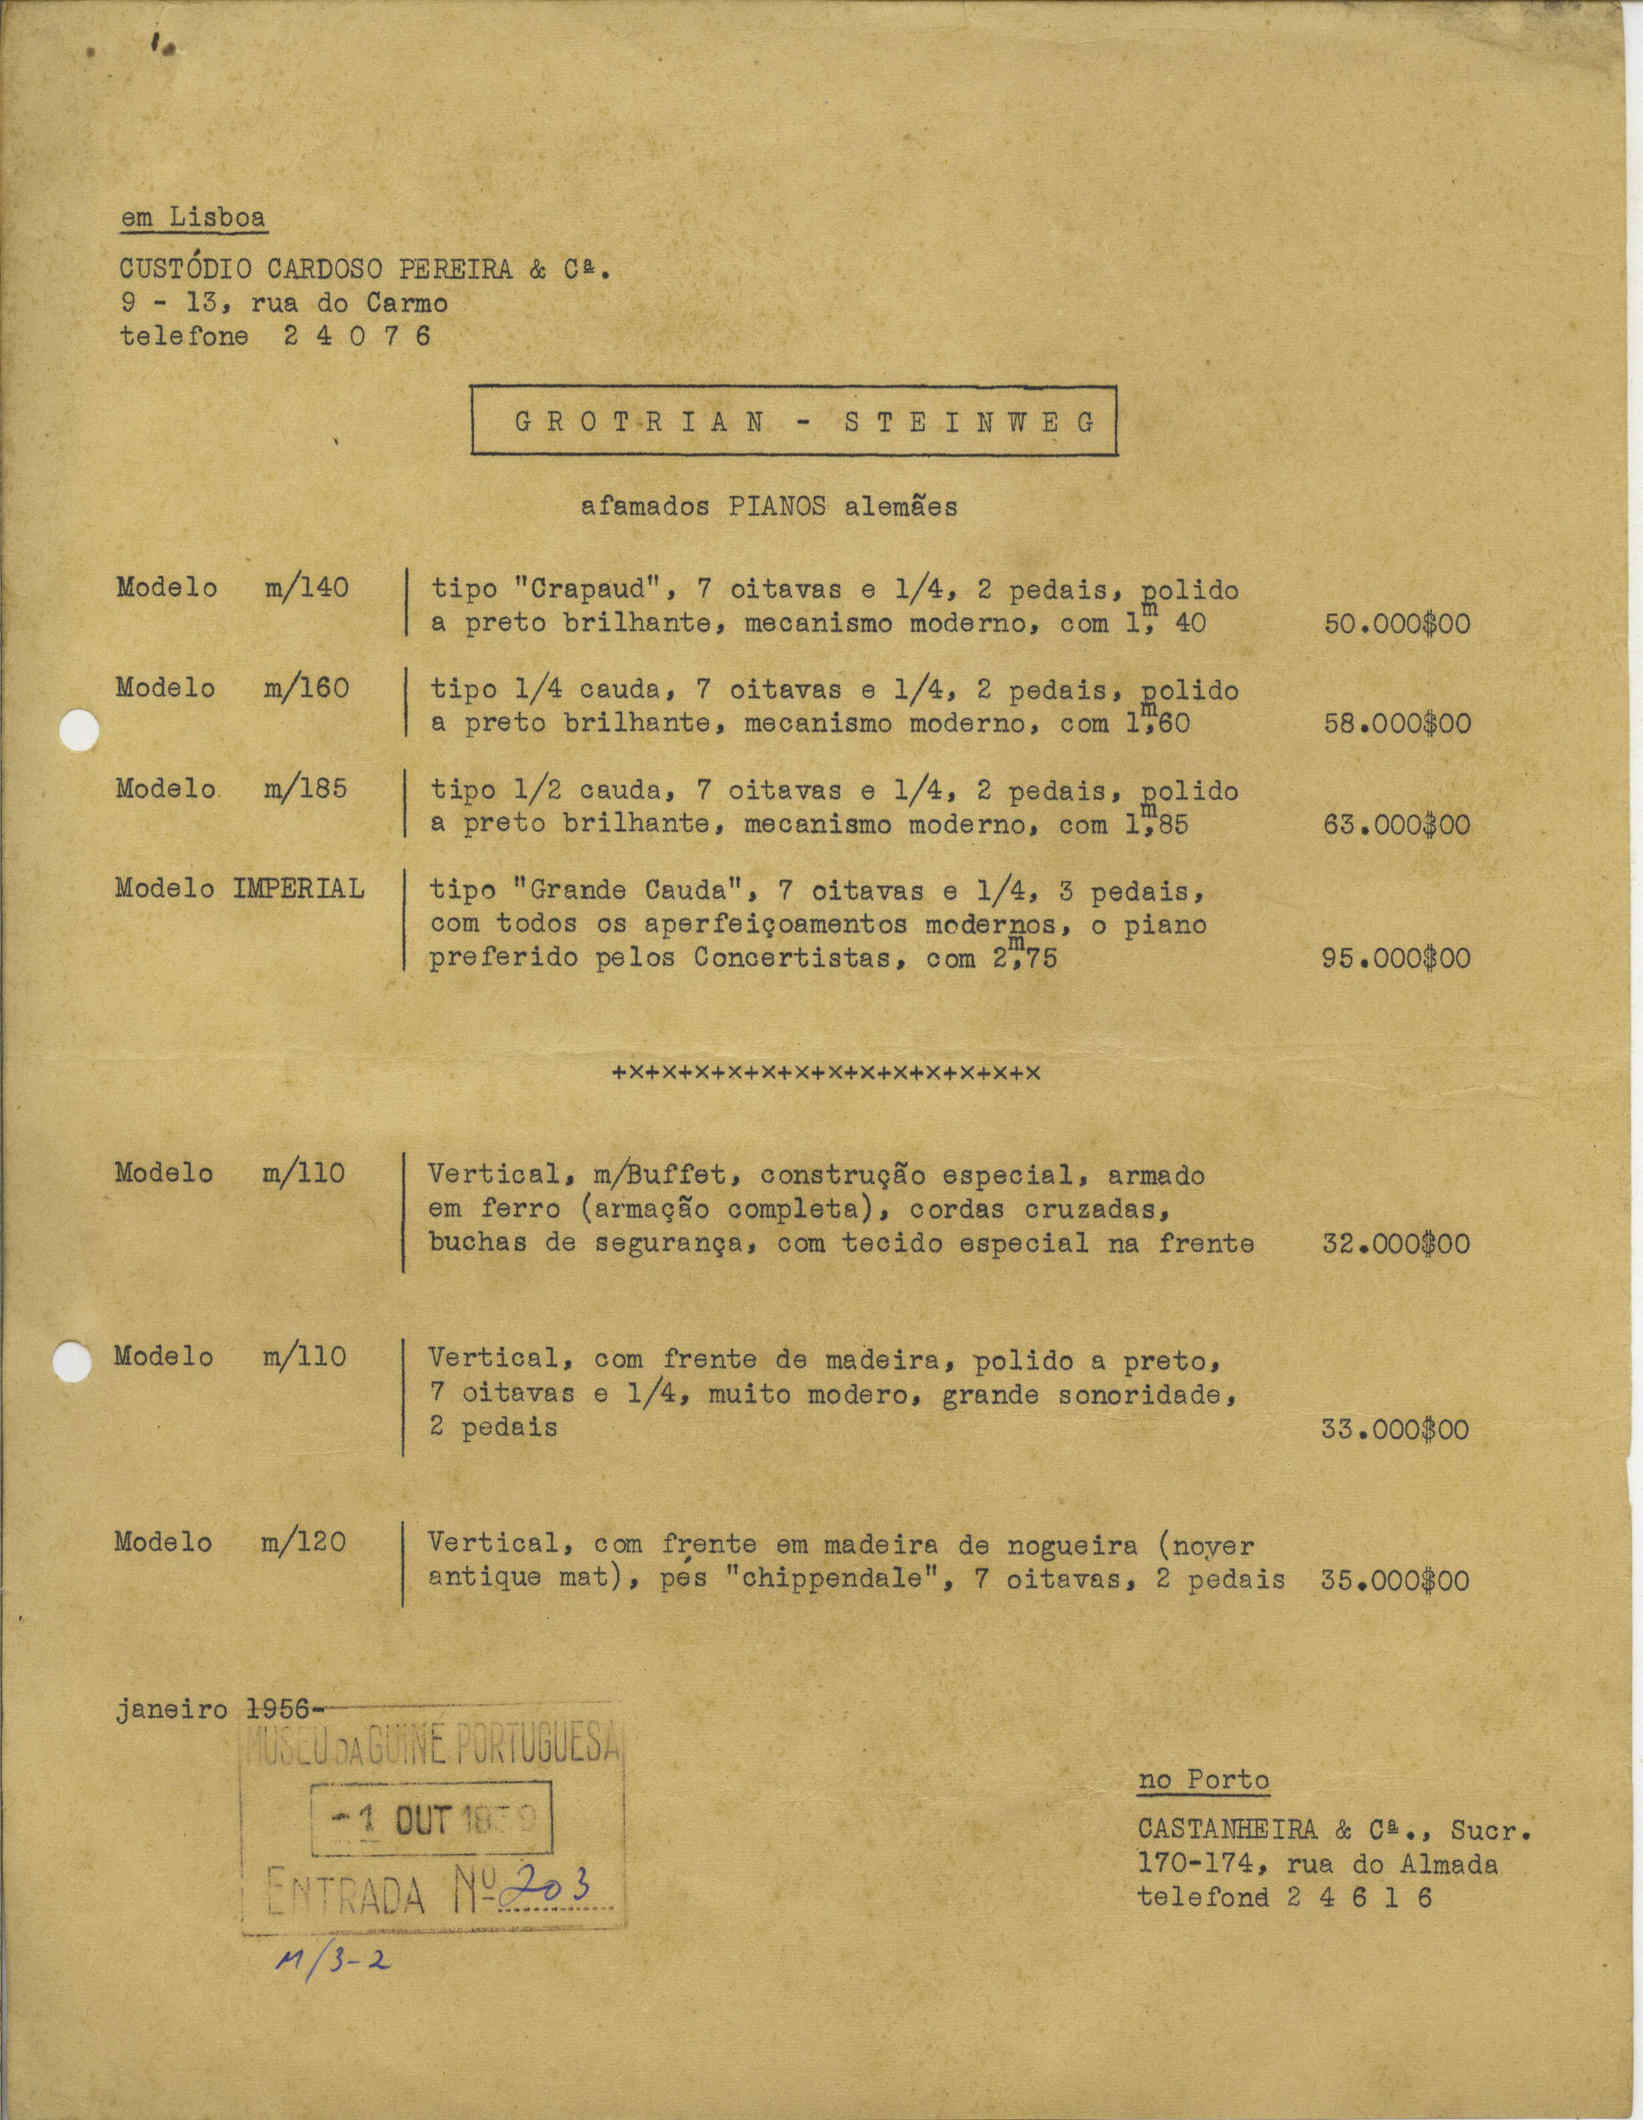 em Lisboa
CUSTÓDIO CARDOSO PEREIRA & Cª.
9 - 13, rua do Carmo
telefone 2 4 0 7 6
G R O T R I A N - S T E I N W E G
afamados PIANOS alemães
Modelo m/140 tipo "Crapaud", 7 oitavas e 1/4, 2 pedais, polido
a preto brilhante, mecanismo moderno, com 1,m 40 50.000$00
Modelo m/160 tipo 1/4 cauda, 7 oitavas e 1/4, 2 pedais, polido
a preto brilhante, mecanismo moderno, com 1,m60 58.000$00
Modelo m/185 tipo 1/2 cauda, 7 oitavas e 1/4, 2 pedais, polido
a preto brilhante, mecanismo moderno, com 1,m85 63.000$00
Modelo IMPERIAL tipo "Grande Cauda", 7 oitavas e 1/4, 3 pedais,
com todos os aperfeiçoamentos modernos, o piano
preferido pelos Concertistas, com 2,m75 95.000$00
+x+x+x+x+x+x+x+x+x+x+x+x+x
Modelo m/110 Vertical, m/Buffet, construção especial, armado
em ferro (armação completa), cordas cruzadas,
buchas de segurança, com tecido especial na frente 32.000$00
Modelo m/110 Vertical, com frente de madeira, polido a preto,
7 oitavas e 1/4, muito modero, grande sonoridade,
2 pedais 33.000$00
Modelo m/120 Vertical, com frente em madeira de nogueira (noyer
antique mat), pés "chippendale", 7 oitavas, 2 pedais 35.000$00
janeiro 1956-
MUSEU DA GUINÉ PORTUGUESA
-1 OUT
ENTRADA Nº 203
M/3-2
no Porto
CASTANHEIRA & Cª., Sucr.
170-174, rua do Almada
telefond 2 4 6 1 6